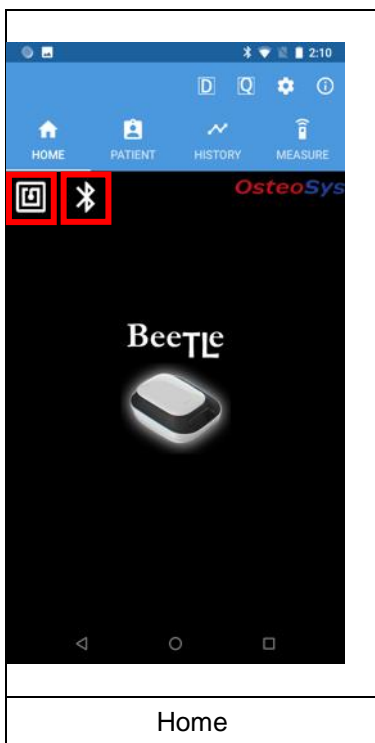 2:10
D Q
HOME PATIENT HISTORY MEASURE
OsteoSys
BeeTLe
Home